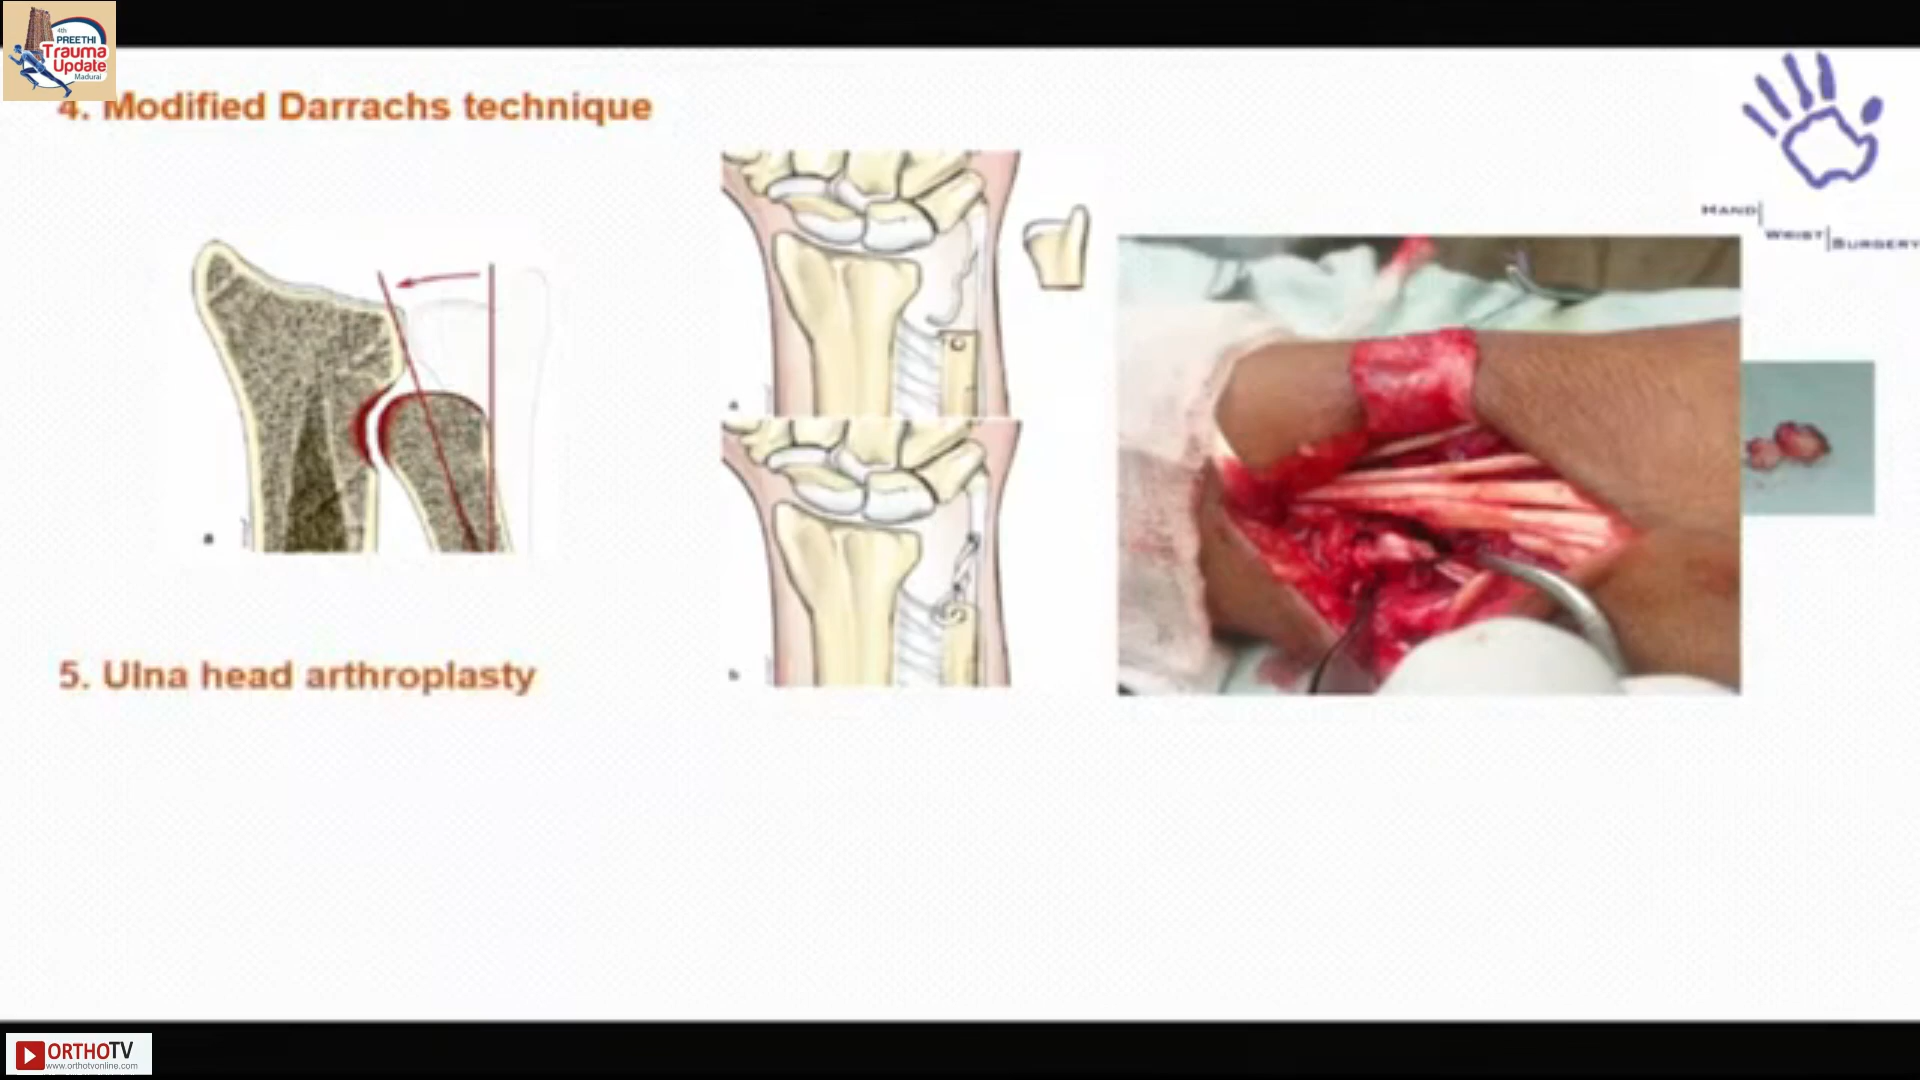 4th
PREETHI
Trauma
Update
Madurai
4. Modified Darrachs technique
HAND
WRIST
SURGERY
a
5. Ulna head arthroplasty
ORTHOTV
www.orthotvonline.com